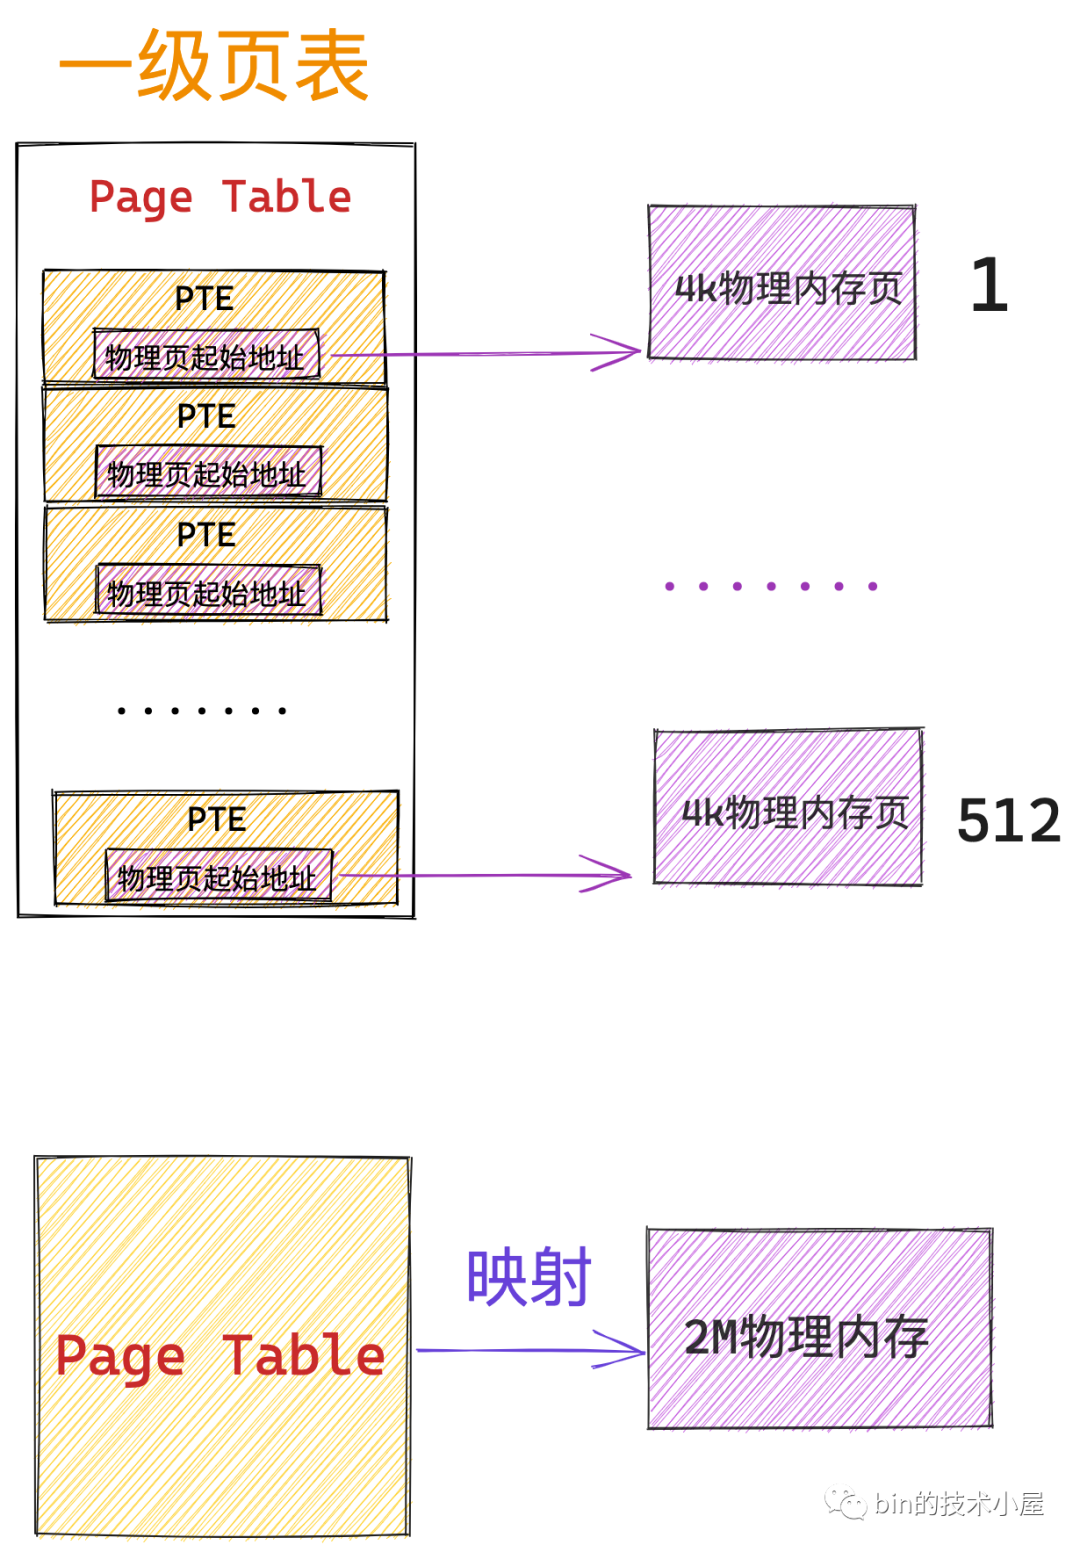 一级页表
Page Table
PTE
物理页起始地址
4k物理内存页
1
PTE
物理页起始地址
PTE
物理页起始地址
.......
.......
PTE
物理页起始地址
4k物理内存页
512
Page Table
映射
2M物理内存
bin的技术小屋